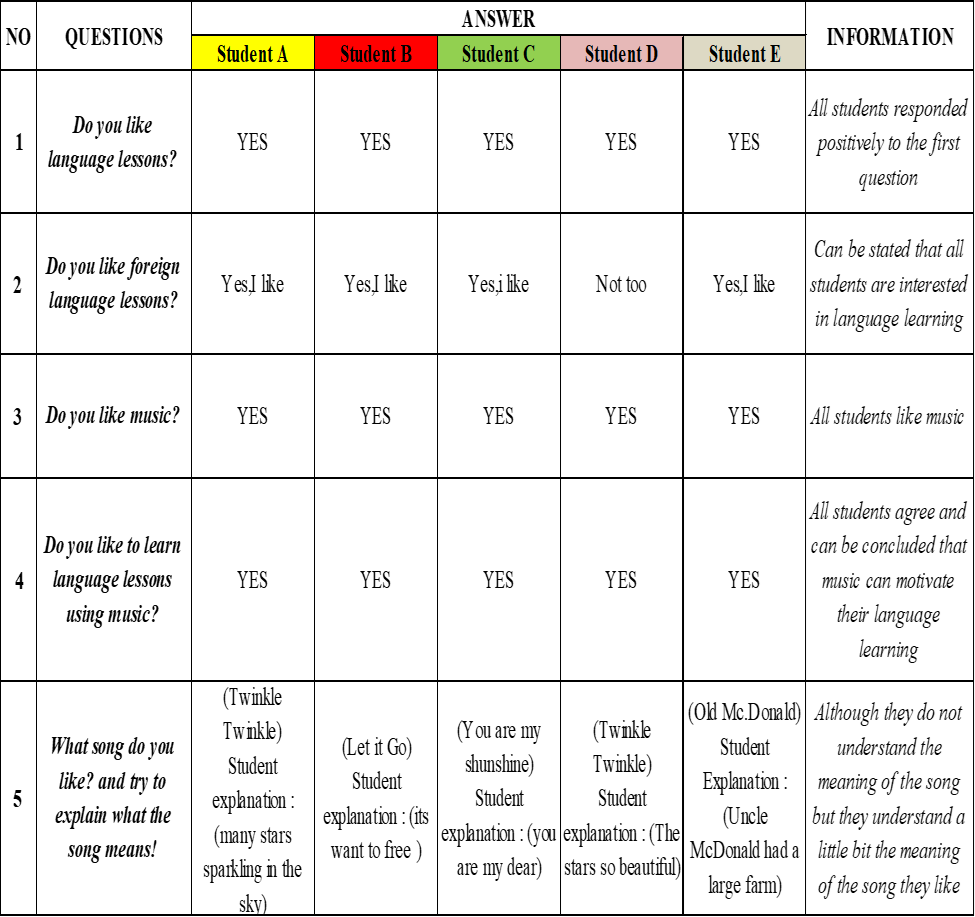 NO QUESTIONS ANSWER INFORMATION
Student A Student B Student C Student D Student E
1
Do you like
language lessons?
YES
YES
YES
YES
YES
All students responded
positively to the first
question
2
Do you like foreign
language lessons?
Yes,I like
Yes,I like
Yes,i like
Not too
Yes,I like
Can be stated that all
students are interested
in language learning
3
Do you like music?
YES
YES
YES
YES
YES
All students like music
4
Do you like to learn
language lessons
using music?
YES
YES
YES
YES
YES
All students agree and
can be concluded that
music can motivate
their language
learning
5
What song do you
like? and try to
explain what the
song means!
(Twinkle
Twinkle)
Student
explanation :
(many stars
sparkling in the
sky)
(Let it Go)
Student
explanation : (its
want to free )
(You are my
shunshine)
Student
explanation : (you
are my dear)
(Twinkle
Twinkle)
Student
explanation : (The
stars so beautiful)
(Old Mc.Donald)
Student
Explanation :
(Uncle
McDonald had a
large farm)
Although they do not
understand the
meaning of the song
but they understand a
little bit the meaning
of the song they like